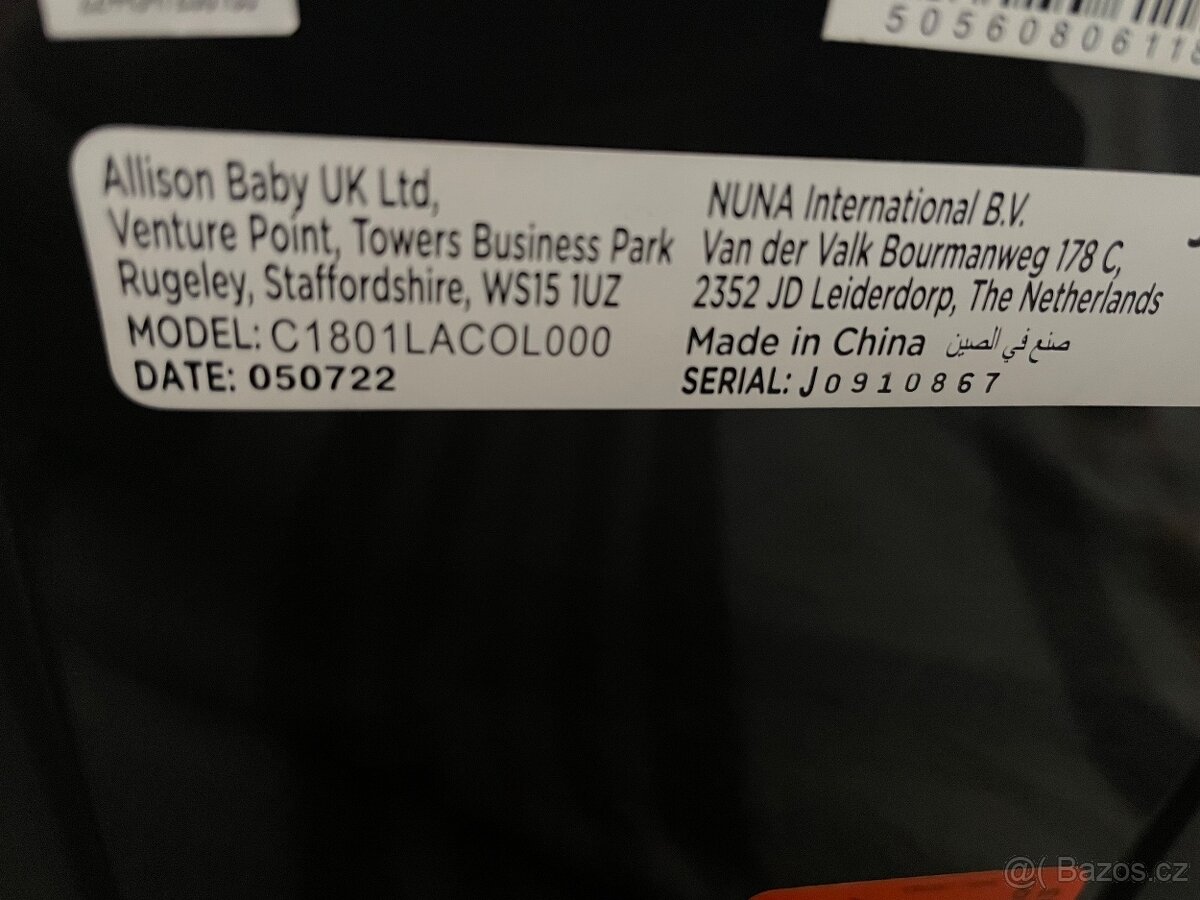 50560806118
Allison Baby UK Ltd,
Venture Point, Towers Business Park
Rugeley, Staffordshire, WS15 1UZ
MODEL: C1801LACOL000
DATE: 050722
NUNA International B.V.
Van der Valk Bourmanweg 178 C,
2352 JD Leiderdorp, The Netherlands
Made in China صنع في الصين
SERIAL: J0910867
@( Bazos.cz